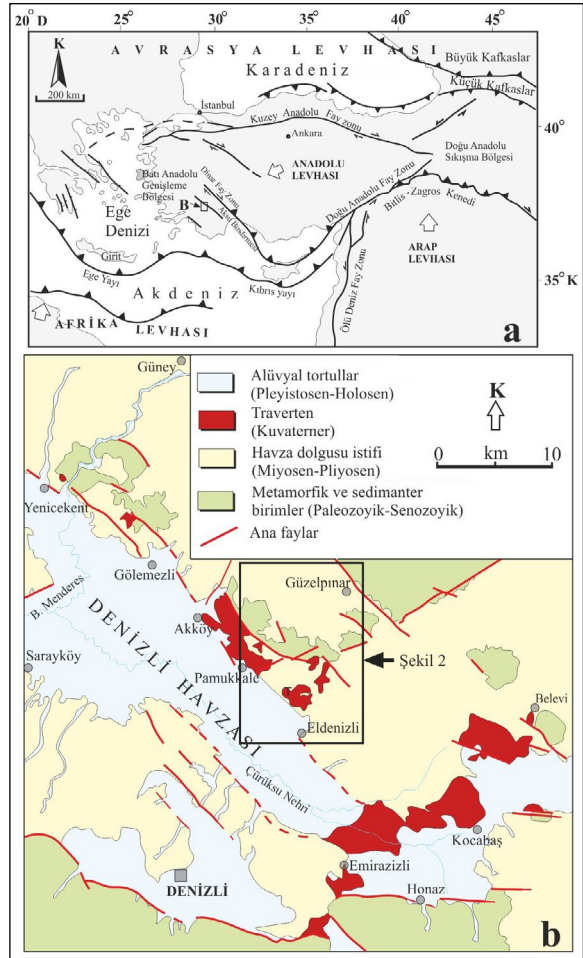 20° D
25°
30°
35°
40°
45°
A V R A S Y A L E V H A S I
K
200 km
Karadeniz
Büyük Kafkaslar
Küçük Kafkaslar
İstanbul
Kuzey Anadolu Fay zonu
Ankara
40°
Doğu Anadolu
Sıkışma Bölgesi
ANADOLU
LEVHASI
Batı Anadolu
Genişleme
Bölgesi
Dinar Fay Zonu
B
Aksu Bindirmesi
Doğu Anadolu Fay Zonu
Bitlis - Zagros Kenedi
Ege
Denizi
ARAP
LEVHASI
Girit
Ege Yayı
Akdeniz
Kıbrıs yayı
35°K
Ölü Deniz Fay Zonu
AFRİKA
LEVHASI
a
Güney
Alüvyal tortullar
(Pleyistosen-Holosen)
Traverten
(Kuvaterner)
Havza dolgusu istifi
(Miyosen-Pliyosen)
Metamorfik ve sedimanter
birimler (Paleozoyik-Senozoyik)
Ana faylar
K
0 10
km
Yenicekent
Gölemezli
Güzelpınar
B. Menderes
Akköy
DENİZLİ HAVZASI
Sarayköy
Pamukkale
Şekil 2
T
Belevi
Eldenizli
Çürüksu Nehri
Kocabaş
Emirazizli
DENİZLİ
Honaz
b